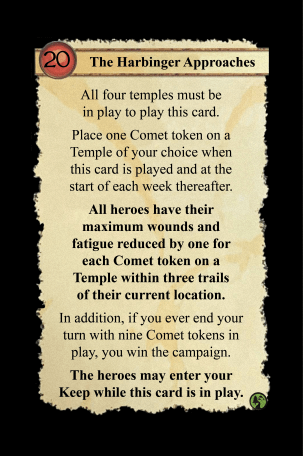 20 The Harbinger Approaches
All four temples must be
in play to play this card.
Place one Comet token on a
Temple of your choice when
this card is played and at the
start of each week thereafter.
All heroes have their
maximum wounds and
fatigue reduced by one for
each Comet token on a
Temple within three trails
of their current location.
In addition, if you ever end your
turn with nine Comet tokens in
play, you win the campaign.
The heroes may enter your
Keep while this card is in play.